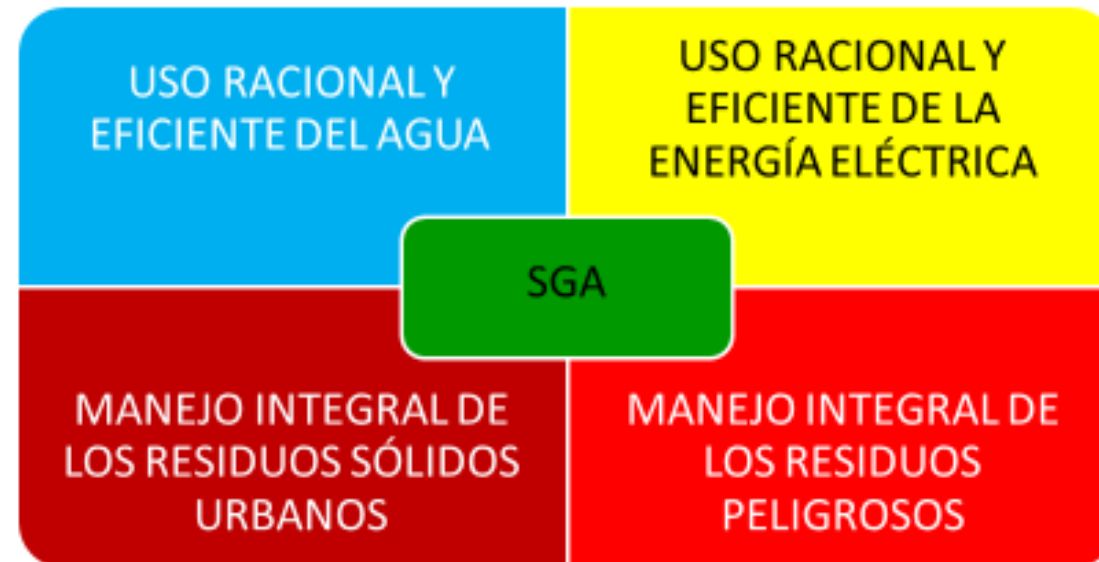 USO RACIONAL Y
EFICIENTE DEL AGUA
USO RACIONAL Y
EFICIENTE DE LA
ENERGÍA ELÉCTRICA
SGA
MANEJO INTEGRAL DE
LOS RESIDUOS SÓLIDOS
URBANOS
MANEJO INTEGRAL DE
LOS RESIDUOS
PELIGROSOS